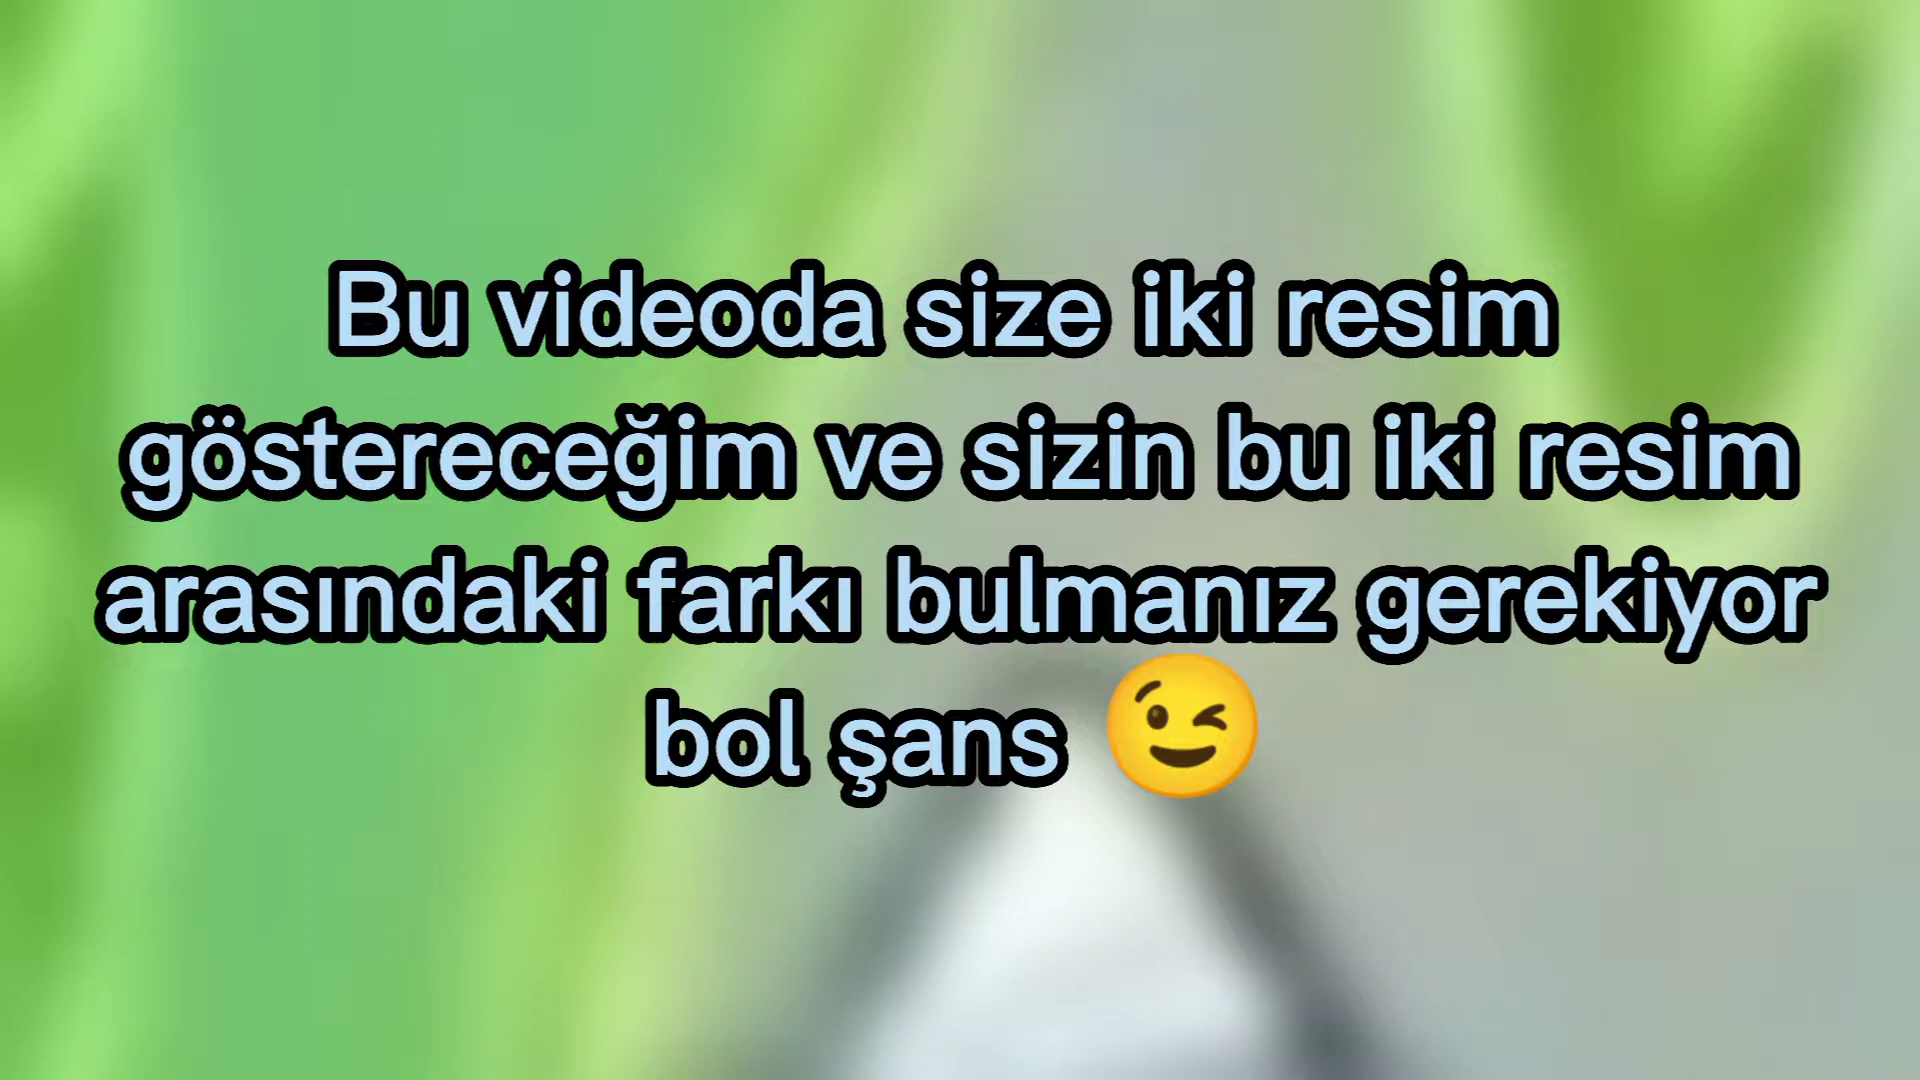 Bu videoda size iki resim
göstereceğim ve sizin bu iki resim
arasındaki farkı bulmanız gerekiyor
bol şans 😉